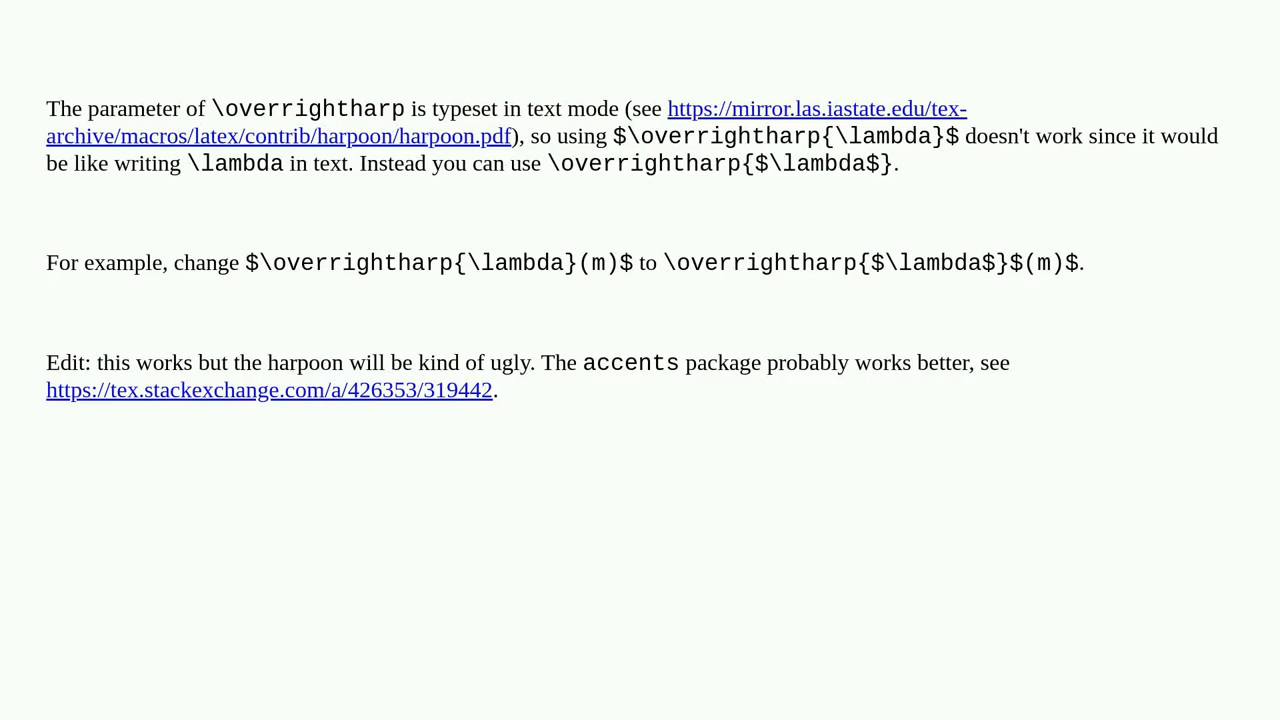 The parameter of \overrightharp is typeset in text mode (see https://mirror.las.iastate.edu/tex-
archive/macros/latex/contrib/harpoon/harpoon.pdf), so using $\overrightharp{\lambda}$ doesn't work since it would
be like writing \lambda in text. Instead you can use \overrightharp{$\lambda$}.
For example, change $\overrightharp{\lambda}(m)$ to \overrightharp{$\lambda$}$(m)$.
Edit: this works but the harpoon will be kind of ugly. The accents package probably works better, see
https://tex.stackexchange.com/a/426353/319442.